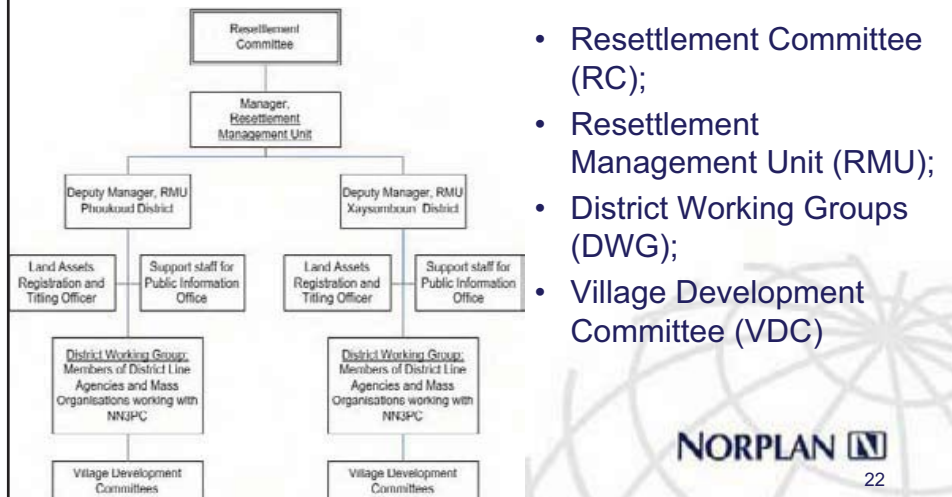 Resettlement
Committee
Manager,
Resettlement
Management Unit
Deputy Manager, RMU
Phoukoud District
Deputy Manager, RMU
Xaysomboun District
Land Assets
Registration and
Titling Officer
Support staff for
Public Information
Office
Land Assets
Registration and
Titling Officer
Support staff for
Public Information
Office
District Working Group:
Members of District Line
Agencies and Mass
Organisations working with
NN3PC
District Working Group:
Members of District Line
Agencies and Mass
Organisations working with
NN3PC
Village Development
Committees
Village Development
Committees
• Resettlement Committee
(RC);
• Resettlement
Management Unit (RMU);
• District Working Groups
(DWG);
• Village Development
Committee (VDC)
NORPLAN N
22